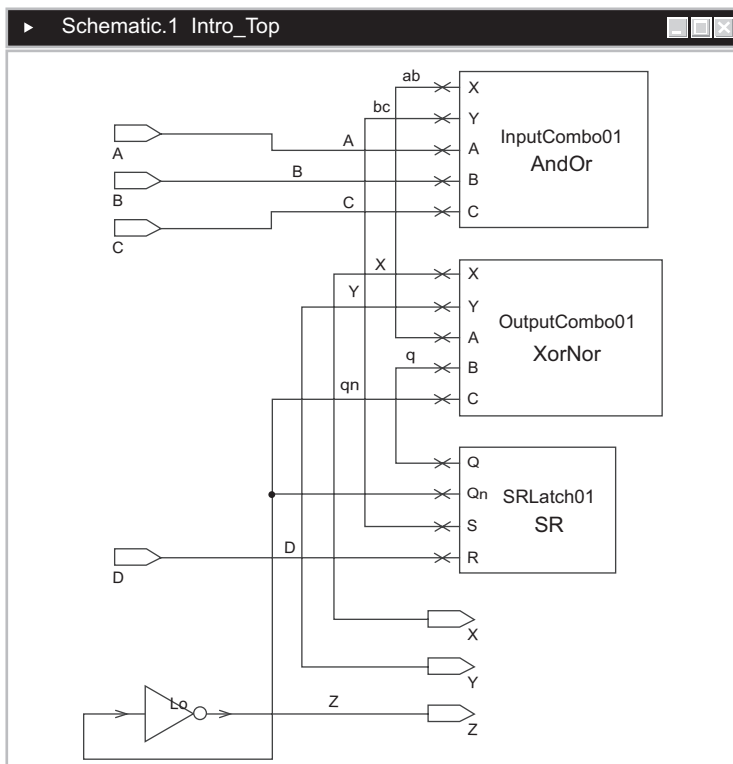 Schematic.1 Intro_Top
ab
X
bc
Y
InputCombo01
AndOr
A
A
A
B
B
B
C
C
C
X
X
Y
Y
OutputCombo01
XorNor
A
q
B
qn
C
Q
Qn
SRLatch01
SR
S
D
R
D
X
Y
Lo
Z
Z